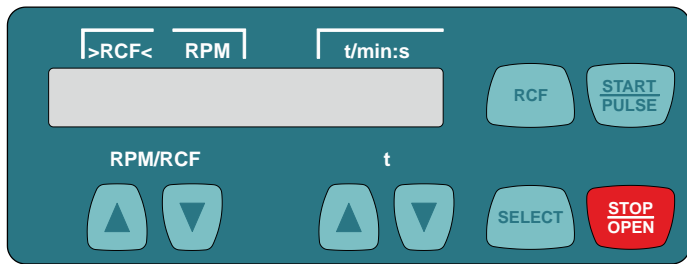 >RCF< RPM t/min:s
RCF
START
PULSE
RPM/RCF t
SELECT
STOP
OPEN